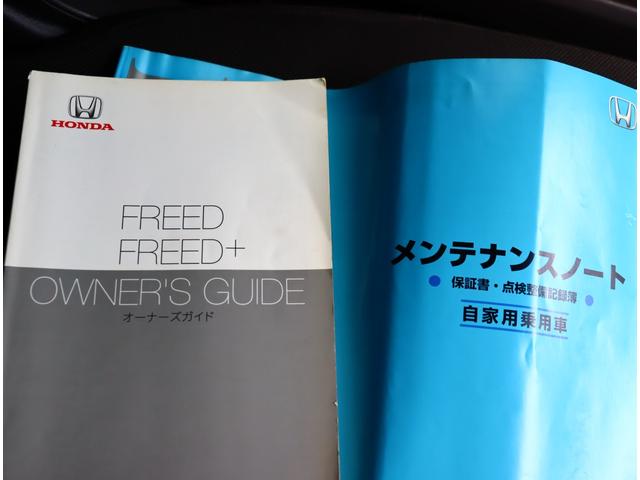 HONDA
FREED
FREED+
OWNER'S GUIDE
オーナーズガイド
メンテナンスノート
保証書・点検整備記録簿
自家用乗用車